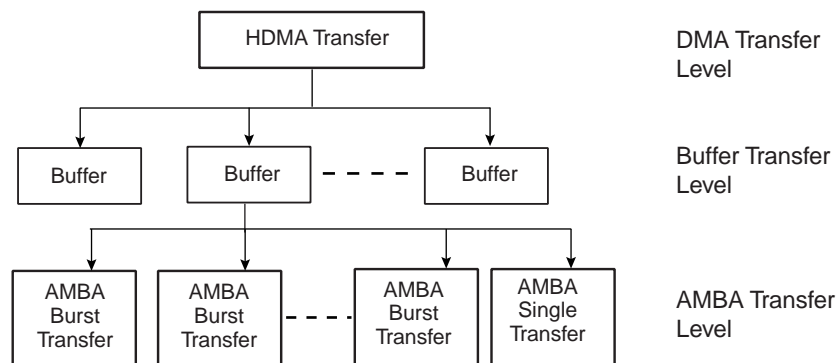 HDMA Transfer
DMA Transfer
Level
Buffer
Buffer
Buffer
Buffer Transfer
Level
AMBA
Burst
Transfer
AMBA
Burst
Transfer
AMBA
Burst
Transfer
AMBA
Single
Transfer
AMBA Transfer
Level